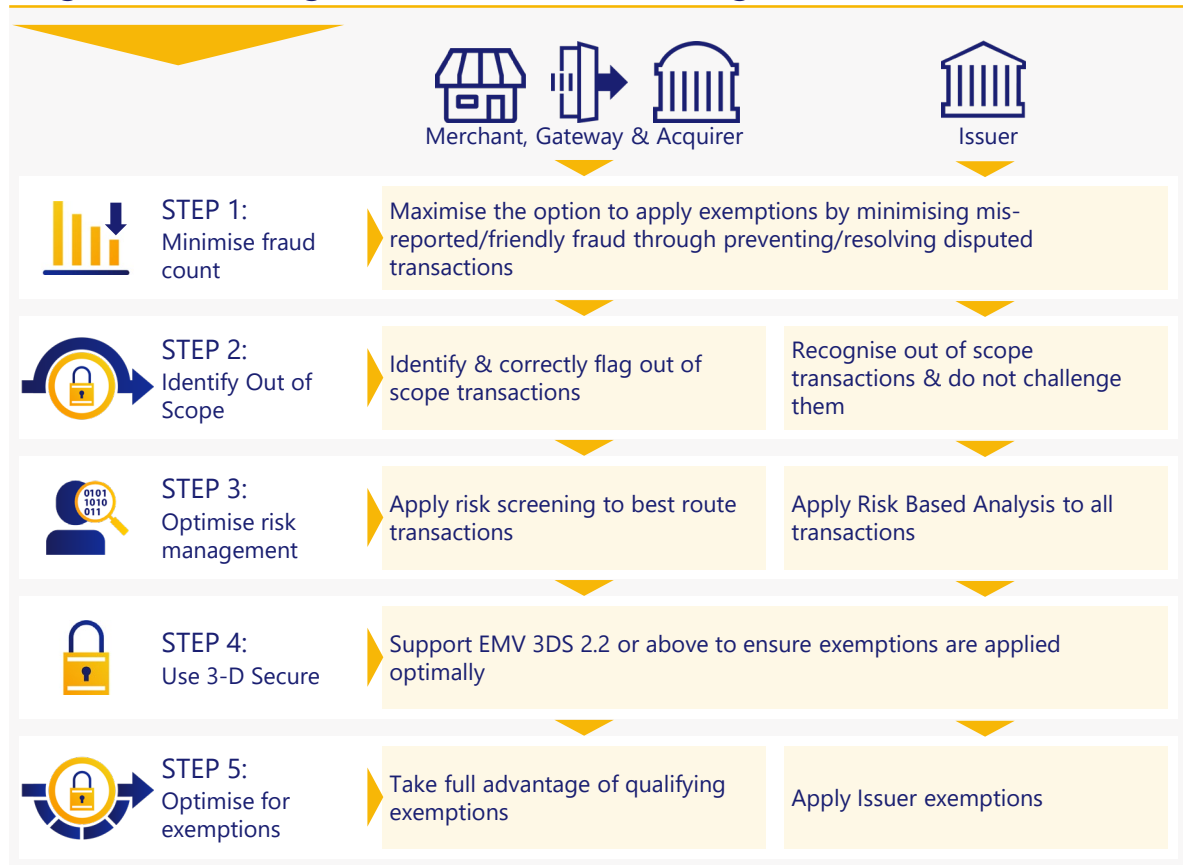 Merchant, Gateway & Acquirer
Issuer
STEP 1:
Minimise fraud
count
Maximise the option to apply exemptions by minimising mis-
reported/friendly fraud through preventing/resolving disputed
transactions
STEP 2:
Identify Out of
Scope
Identify & correctly flag out of
scope transactions
Recognise out of scope
transactions & do not challenge
them
0101
1010
011
STEP 3:
Optimise risk
management
Apply risk screening to best route
transactions
Apply Risk Based Analysis to all
transactions
STEP 4:
Use 3-D Secure
Support EMV 3DS 2.2 or above to ensure exemptions are applied
optimally
STEP 5:
Optimise for
exemptions
Take full advantage of qualifying
exemptions
Apply Issuer exemptions